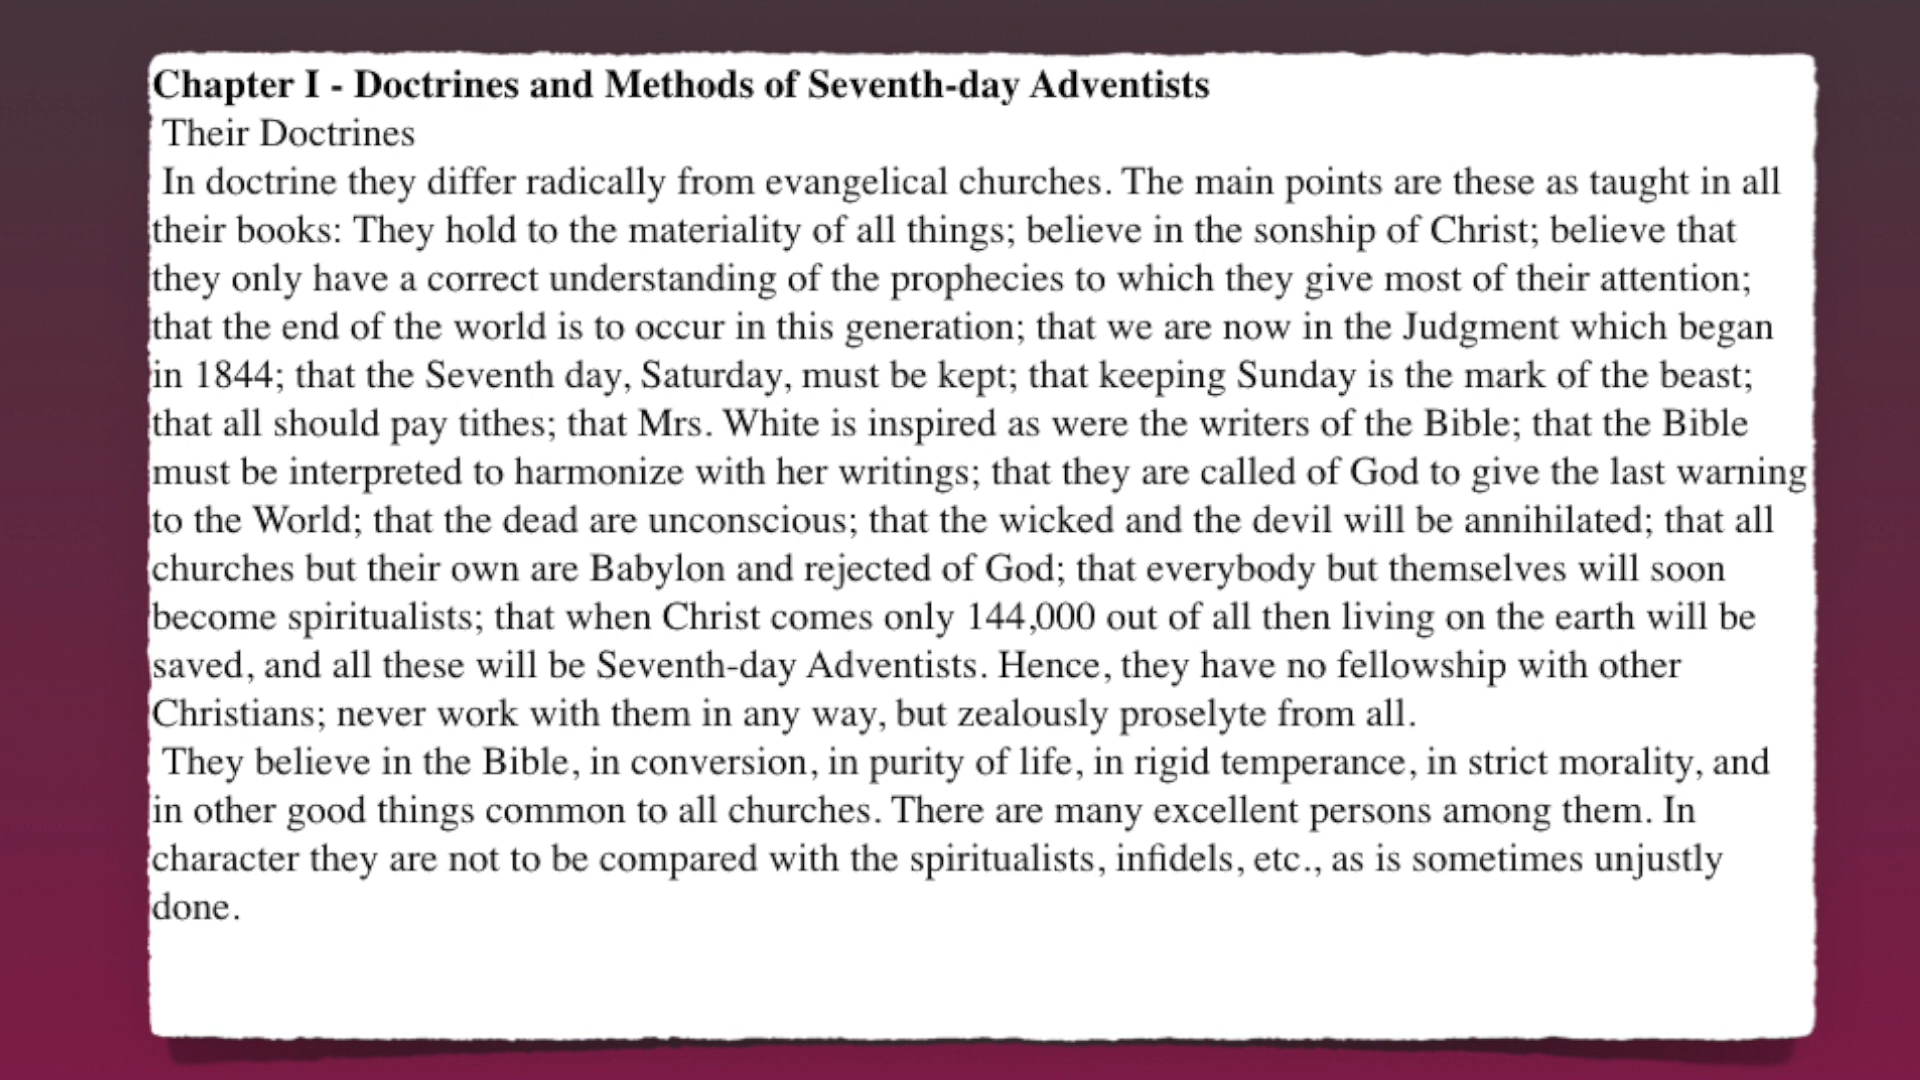 Chapter I - Doctrines and Methods of Seventh-day Adventists
Their Doctrines
In doctrine they differ radically from evangelical churches. The main points are these as taught in all
their books: They hold to the materiality of all things; believe in the sonship of Christ; believe that
they only have a correct understanding of the prophecies to which they give most of their attention;
that the end of the world is to occur in this generation; that we are now in the Judgment which began
in 1844; that the Seventh day, Saturday, must be kept; that keeping Sunday is the mark of the beast;
that all should pay tithes; that Mrs. White is inspired as were the writers of the Bible; that the Bible
must be interpreted to harmonize with her writings; that they are called of God to give the last warning
to the World; that the dead are unconscious; that the wicked and the devil will be annihilated; that all
churches but their own are Babylon and rejected of God; that everybody but themselves will soon
become spiritualists; that when Christ comes only 144,000 out of all then living on the earth will be
saved, and all these will be Seventh-day Adventists. Hence, they have no fellowship with other
Christians; never work with them in any way, but zealously proselyte from all.
They believe in the Bible, in conversion, in purity of life, in rigid temperance, in strict morality, and
in other good things common to all churches. There are many excellent persons among them. In
character they are not to be compared with the spiritualists, infidels, etc., as is sometimes unjustly
done.